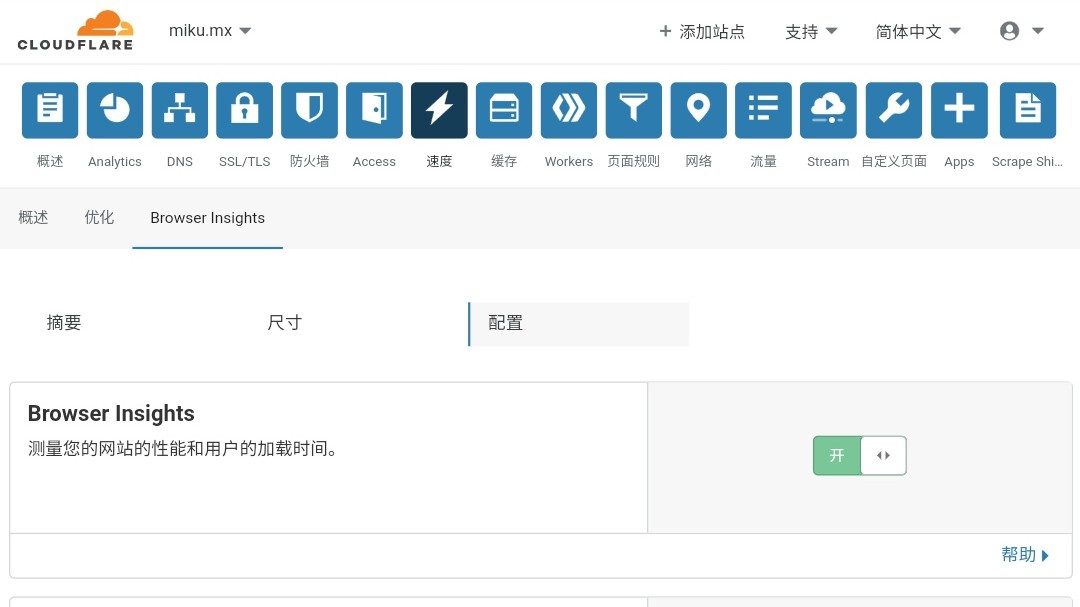 CLOUDFLARE
miku.mx
+ 添加站点
支持
简体中文
概述
Analytics
DNS
SSL/TLS
防火墙
Access
速度
缓存
Workers
页面规则
网络
流量
Stream
自定义页面
Apps
Scrape Shi...
概述
优化
Browser Insights
摘要
尺寸
配置
Browser Insights
测量您的网站的性能和用户的加载时间。
开
帮助